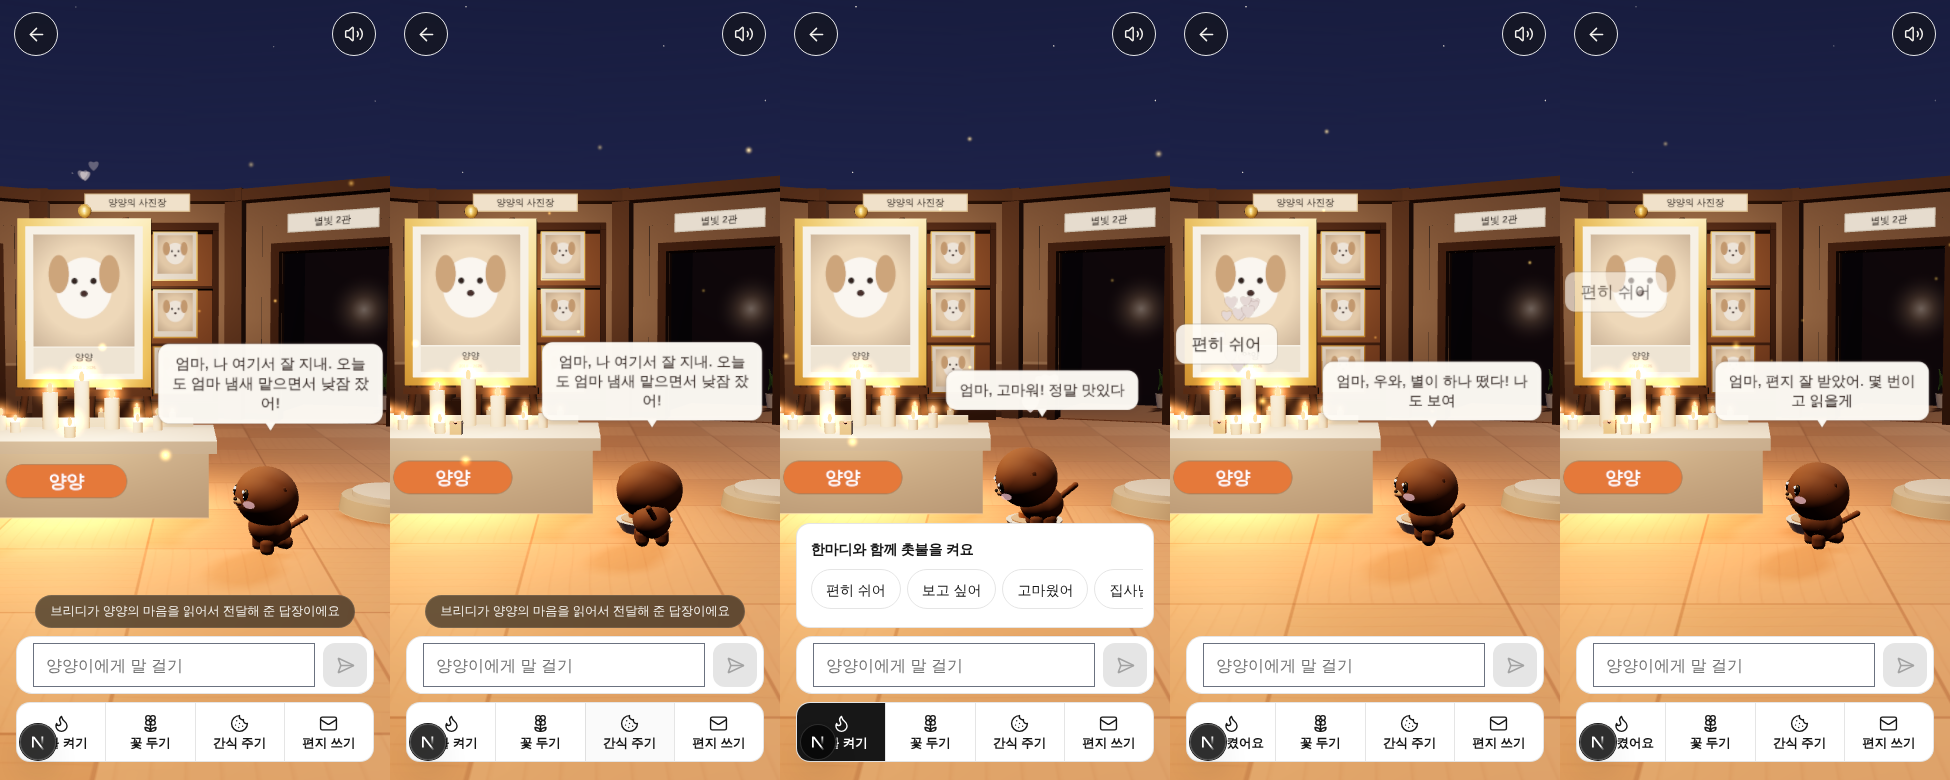 양양의 사진장
별빛 2관
양양
엄마, 나 여기서 잘 지내. 오늘
도 엄마 냄새 맡으면서 낮잠 잤
어!
양양
브리디가 양양의 마음을 읽어서 전달해 준 답장이에요
양양이에게 말 걸기
켜기
꽃 두기
간식 주기
편지 쓰기
N
양양의 사진장
별빛 2관
양양
엄마, 나 여기서 잘 지내. 오늘
도 엄마 냄새 맡으면서 낮잠 잤
어!
양양
브리디가 양양의 마음을 읽어서 전달해 준 답장이에요
양양이에게 말 걸기
켜기
꽃 두기
간식 주기
편지 쓰기
N
양양의 사진장
별빛 2관
양양
엄마, 고마워! 정말 맛있다
양양
한마디와 함께 촛불을 켜요
편히 쉬어
보고 싶어
고마웠어
집사
양양이에게 말 걸기
켜기
꽃 두기
간식 주기
편지 쓰기
N
양양의 사진장
별빛 2관
편히 쉬어
엄마, 우와, 별이 하나 떴다! 나
도 보여
양양
양양이에게 말 걸기
켰어요
꽃 두기
간식 주기
편지 쓰기
N
양양의 사진장
별빛 2관
편히 쉬어
양양
엄마, 편지 잘 받았어. 몇 번이
고 읽을게
양양
양양이에게 말 걸기
켰어요
꽃 두기
간식 주기
편지 쓰기
N